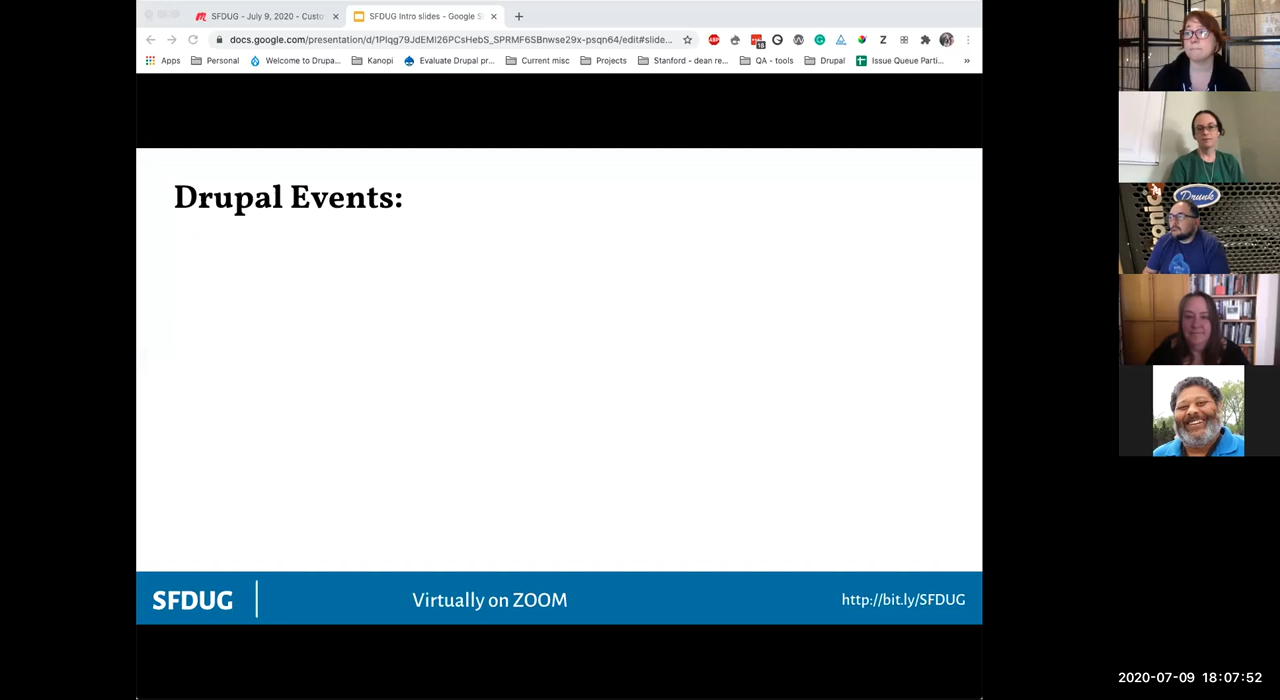 SFDUG - July 9, 2020 - Custo
SFDUG Intro slides - Google S
docs.google.com/presentation/d/1Plqg79JdEMl26PCsHebS_SPRMF6SBnwse29x-psqn64/edit#slide...
Apps Personal Welcome to Drupa... Kanopi Evaluate Drupal pr... Current misc Projects Stanford - dean re... QA - tools Drupal Issue Queue Parti... »
Drupal Events:
SFDUG
Virtually on ZOOM
http://bit.ly/SFDUG
Drunk
2020-07-09 18:07:52